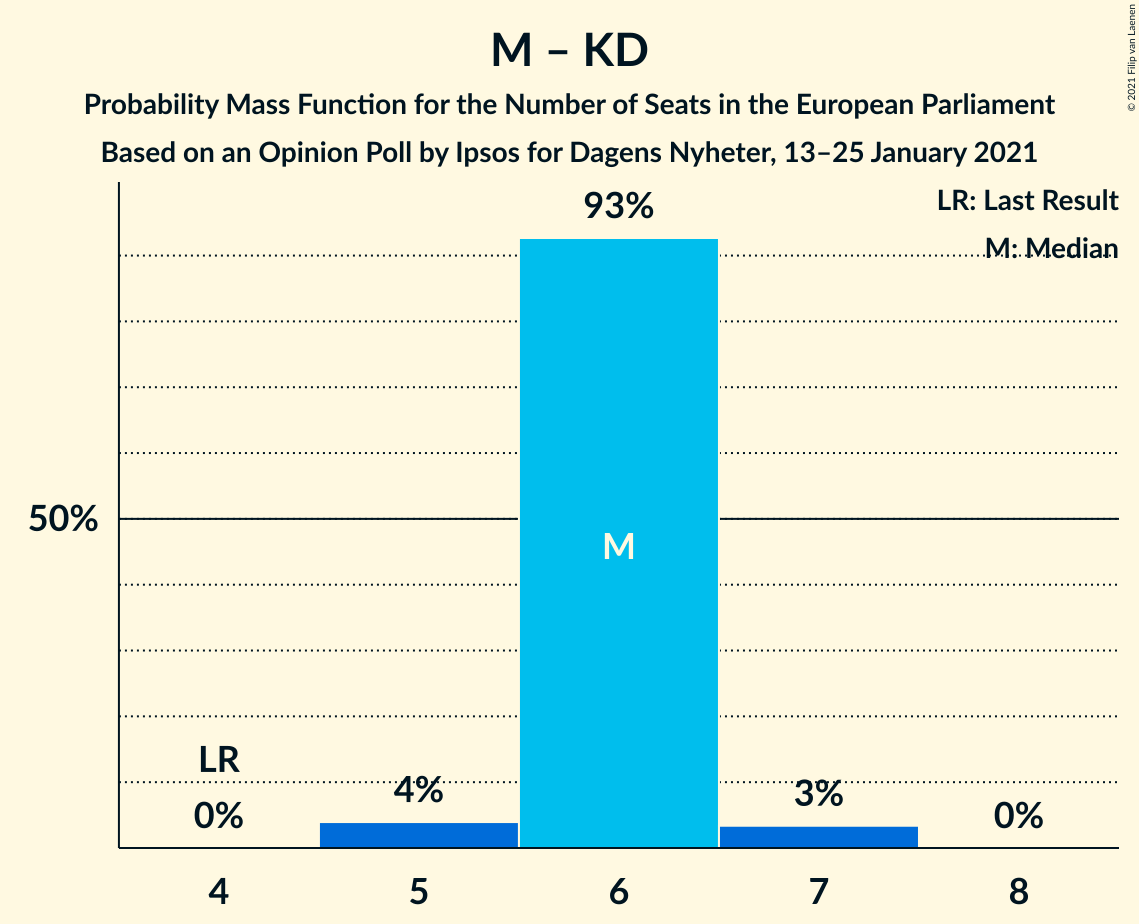 M – KD
Probability Mass Function for the Number of Seats in the European Parliament
Based on an Opinion Poll by Ipsos for Dagens Nyheter, 13–25 January 2021
© 2021 Filip van Laenen
LR: Last Result
M: Median
93%
50%
M
LR
0%
4%
3%
0%
4
5
6
7
8